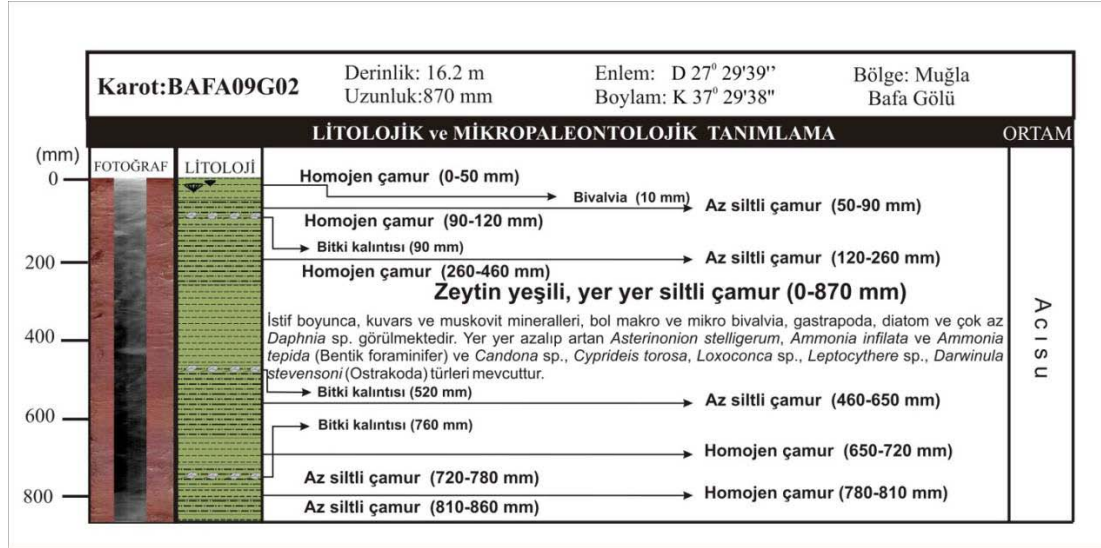 Karot:BAFA09G02
Derinlik: 16.2 m
Uzunluk:870 mm
Enlem: D 27⁰ 29'39’’
Boylam: K 37⁰ 29'38"
Bölge: Muğla
Bafa Gölü
LİTOLOJİK ve MİKROPALEONTOLOJİK TANIMLAMA
ORTAM
(mm)
FOTOĞRAF
LİTOLOJİ
0
200
400
600
800
Homojen çamur (0-50 mm)
Bivalvia (10 mm)
Az siltli çamur (50-90 mm)
Homojen çamur (90-120 mm)
Bitki kalıntısı (90 mm)
Az siltli çamur (120-260 mm)
Homojen çamur (260-460 mm)
Zeytin yeşili, yer yer siltli çamur (0-870 mm)
İstif boyunca, kuvars ve muskovit mineralleri, bol makro ve mikro bivalvia, gastrapoda, diatom ve çok az
Daphnia sp. görülmektedir. Yer yer azalıp artan Asterinonion stelligerum, Ammonia infilata ve Ammonia
tepida (Bentik foraminifer) ve Candona sp., Cyprideis torosa, Loxoconca sp., Leptocythere sp., Darwinula
stevensoni (Ostrakoda) türleri mevcuttur.
Bitki kalıntısı (520 mm)
Az siltli çamur (460-650 mm)
Bitki kalıntısı (760 mm)
Homojen çamur (650-720 mm)
Az siltli çamur (720-780 mm)
Homojen çamur (780-810 mm)
Az siltli çamur (810-860 mm)
Acısu